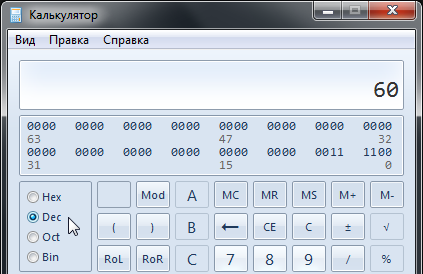 Калькулятор
Вид Правка Справка
60
0000 0000 0000 0000 0000 0000 0000 0000
63 47 32
0000 0000 0000 0000 0000 0000 0011 1100
31 15 0
Hex Mod A MC MR MS M+ M-
Dec ( ) B ← CE C ± √
Oct
Bin RoL RoR C 7 8 9 / %